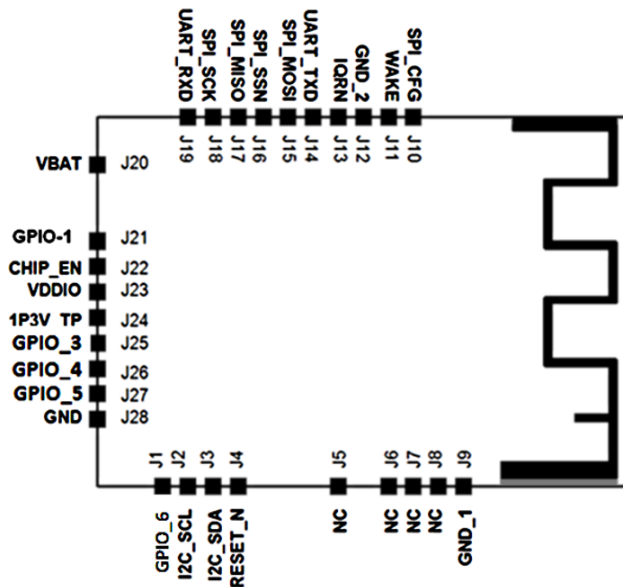 UART_RXD
SPI_SCK
SPI_MISO
SPI_SSN
SPI_MOSI
UART_TXD
IQRN
GND_2
WAKE
SPI_CFG
J19
J18
J17
J16
J15
J14
J13
J12
J11
J10
VBAT J20
GPIO-1 J21
CHIP_EN J22
VDDIO J23
1P3V_TP J24
GPIO_3 J25
GPIO_4 J26
GPIO_5 J27
GND J28
J1
J2
J3
J4
J5
J6
J7
J8
J9
GPIO_6
I2C_SCL
I2C_SDA
RESET_N
NC
NC
NC
NC
GND_1